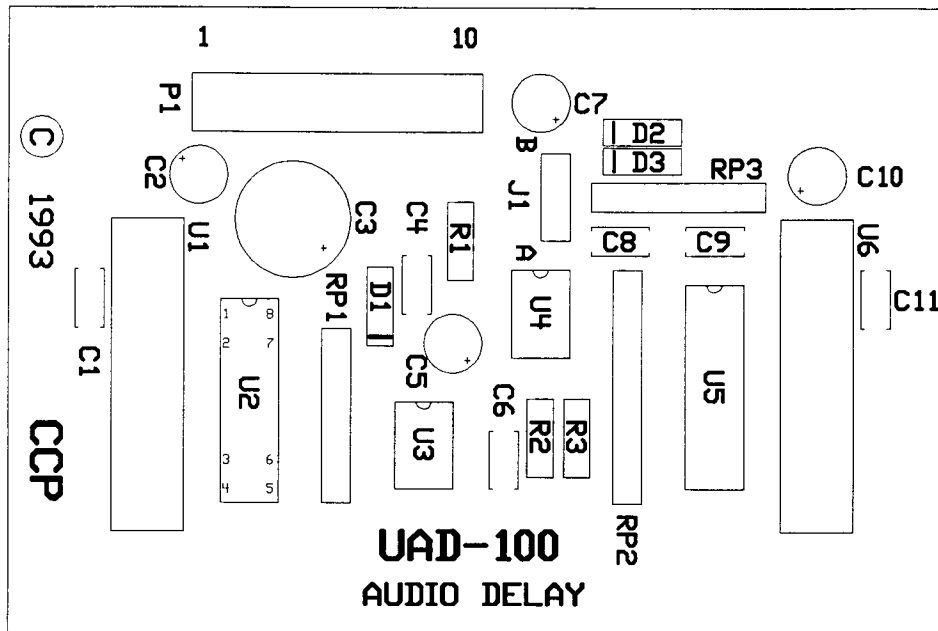 1 10
P1
C7
B
D2
D3
C
C2
J1
RP3
C10
1993
U1
C3
C4
R1
A
C8
C9
U6
RP1
D1
U4
C11
1 8
2 7
C1
U2
C5
U5
C6
R2
R3
U3
3 6
4 5
CCP
RP2
UAD-100
AUDIO DELAY
+
+
+
+
+